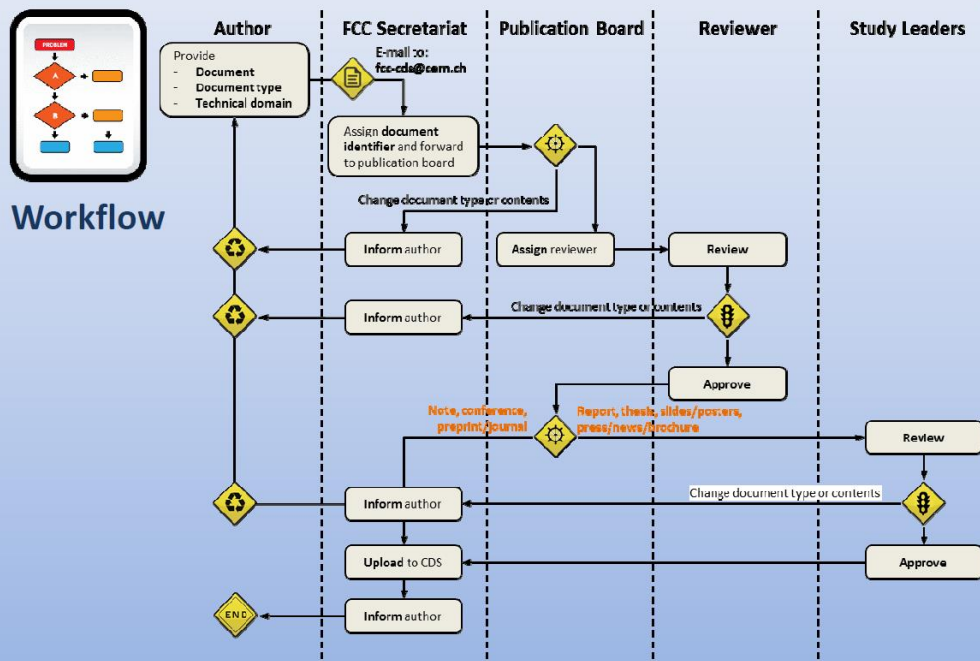 Author
FCC Secretariat
Publication Board
Reviewer
Study Leaders
PROBLEM
A
B
Workflow
Provide
- Document
- Document type
- Technical domain
E-mail to:
fcc-cds@cern.ch
Assign document
identifier and forward
to publication board
Change document type or contents
Inform author
Assign reviewer
Review
Change document type or contents
Inform author
Approve
Note, conference,
preprint/journal
Report, thesis, slides/posters,
press/news/brochure
Review
Change document type or contents
Inform author
Upload to CDS
Approve
END
Inform author